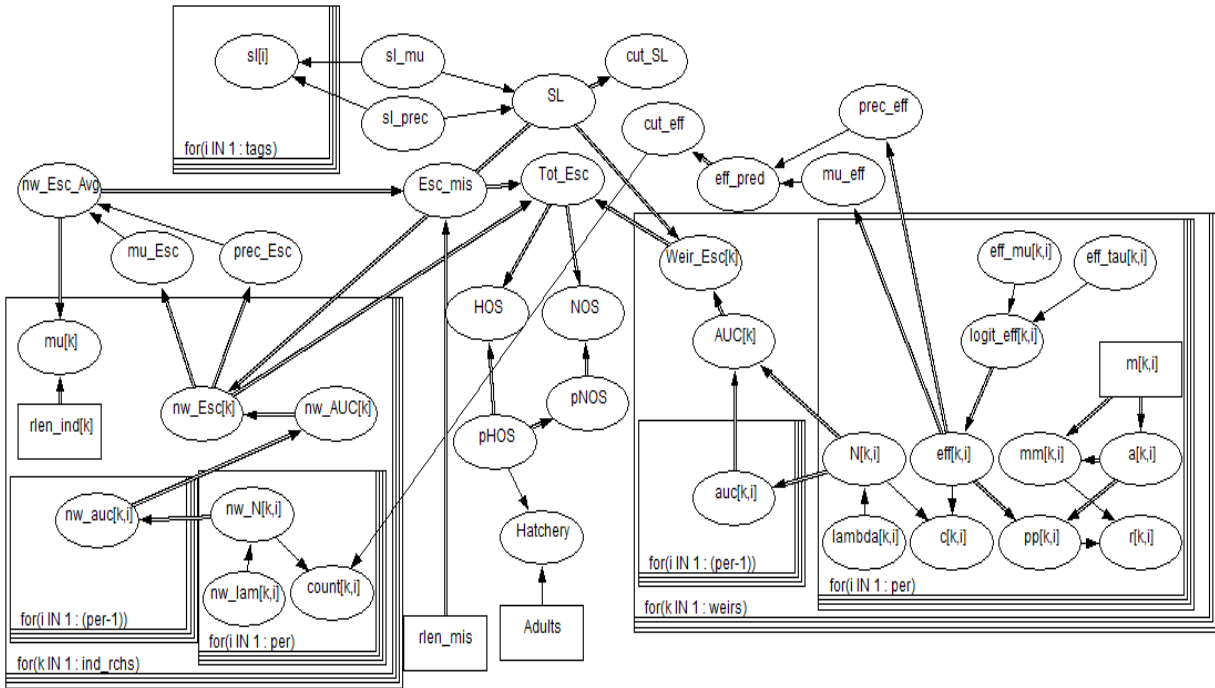 sl[i]
sl_mu
cut_SL
SL
prec_eff
sl_prec
cut_eff
for(i IN 1 : tags)
nw_Esc_Avg
Esc_mis
Tot_Esc
eff_pred
mu_eff
mu_Esc
prec_Esc
Weir_Esc[k]
eff_mu[k,i]
eff_tau[k,i]
HOS
NOS
mu[k]
AUC[k]
logit_eff[k,i]
m[k,i]
rlen_ind[k]
nw_Esc[k]
nw_AUC[k]
pNOS
pHOS
N[k,i]
eff[k,i]
mm[k,i]
a[k,i]
auc[k,i]
nw_auc[k,i]
nw_N[k,i]
Hatchery
lambda[k,i]
c[k,i]
pp[k,i]
r[k,i]
nw_lam[k,i]
count[k,i]
for(i IN 1 : (per-1))
for(i IN 1 : per)
for(k IN 1 : weirs)
for(i IN 1 : (per-1))
for(i IN 1 : per)
rlen_mis
Adults
for(k IN 1 : ind_rchs)